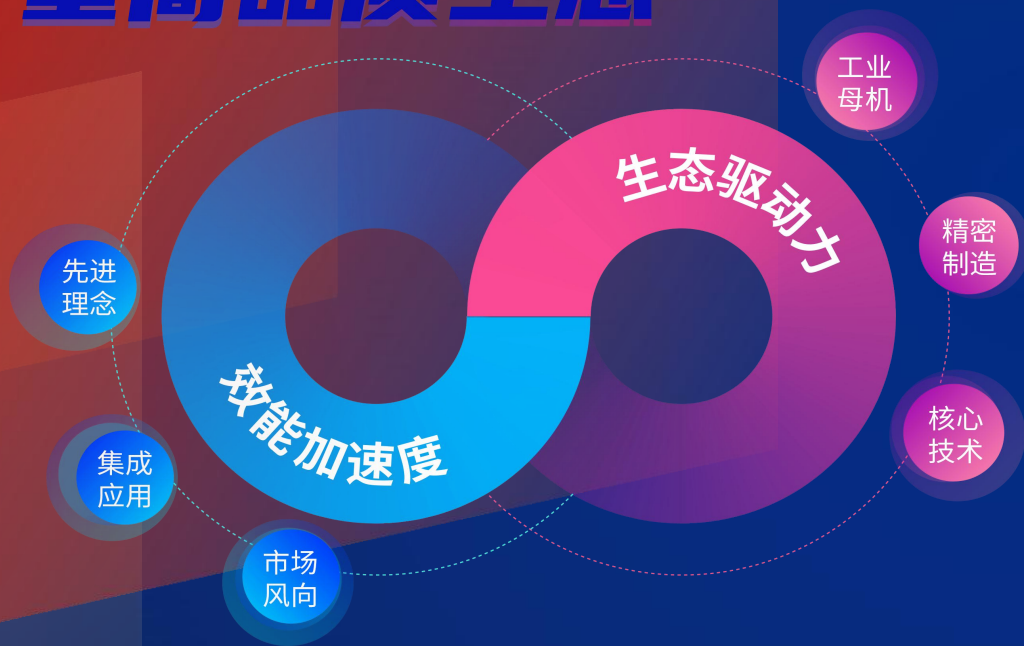 生态驱动力
效能加速度
工业
母机
精密
制造
核心
技术
先进
理念
集成
应用
市场
风向